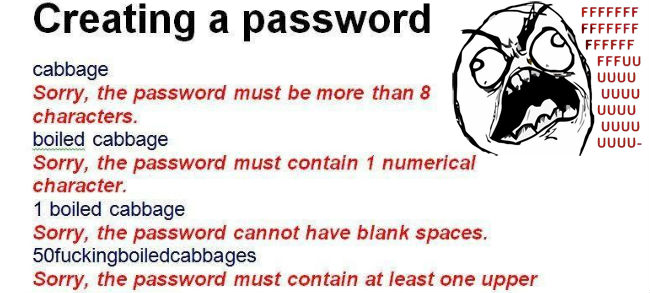 Creating a password
cabbage
Sorry, the password must be more than 8
characters.
boiled cabbage
Sorry, the password must contain 1 numerical
character.
1 boiled cabbage
Sorry, the password cannot have blank spaces.
50fuckingboiledcabbages
Sorry, the password must contain at least one upper
FFFFFFF
FFFFFFF
FFFFFF
FFFUU
UUUU
UUUU
UUUU
UUUU
UUUU-